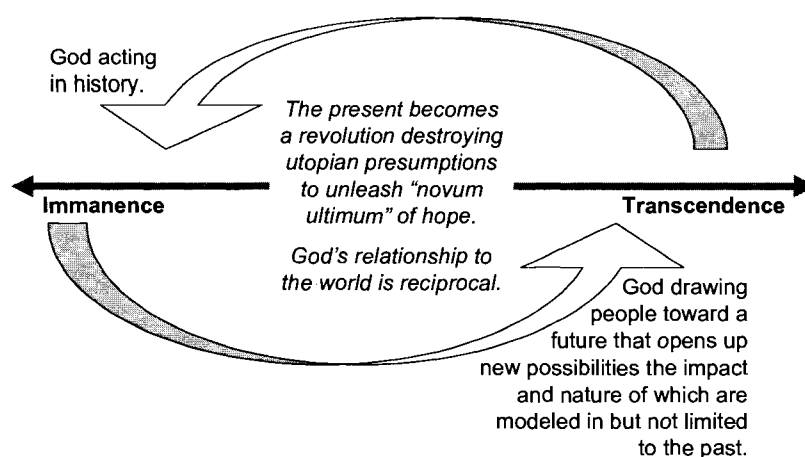 God acting
in history.
The present becomes
a revolution destroying
utopian presumptions
to unleash “novum
ultimum” of hope.
God’s relationship to
the world is reciprocal.
Immanence
Transcendence
God drawing
people toward a
future that opens up
new possibilities the impact
and nature of which are
modeled in but not limited
to the past.